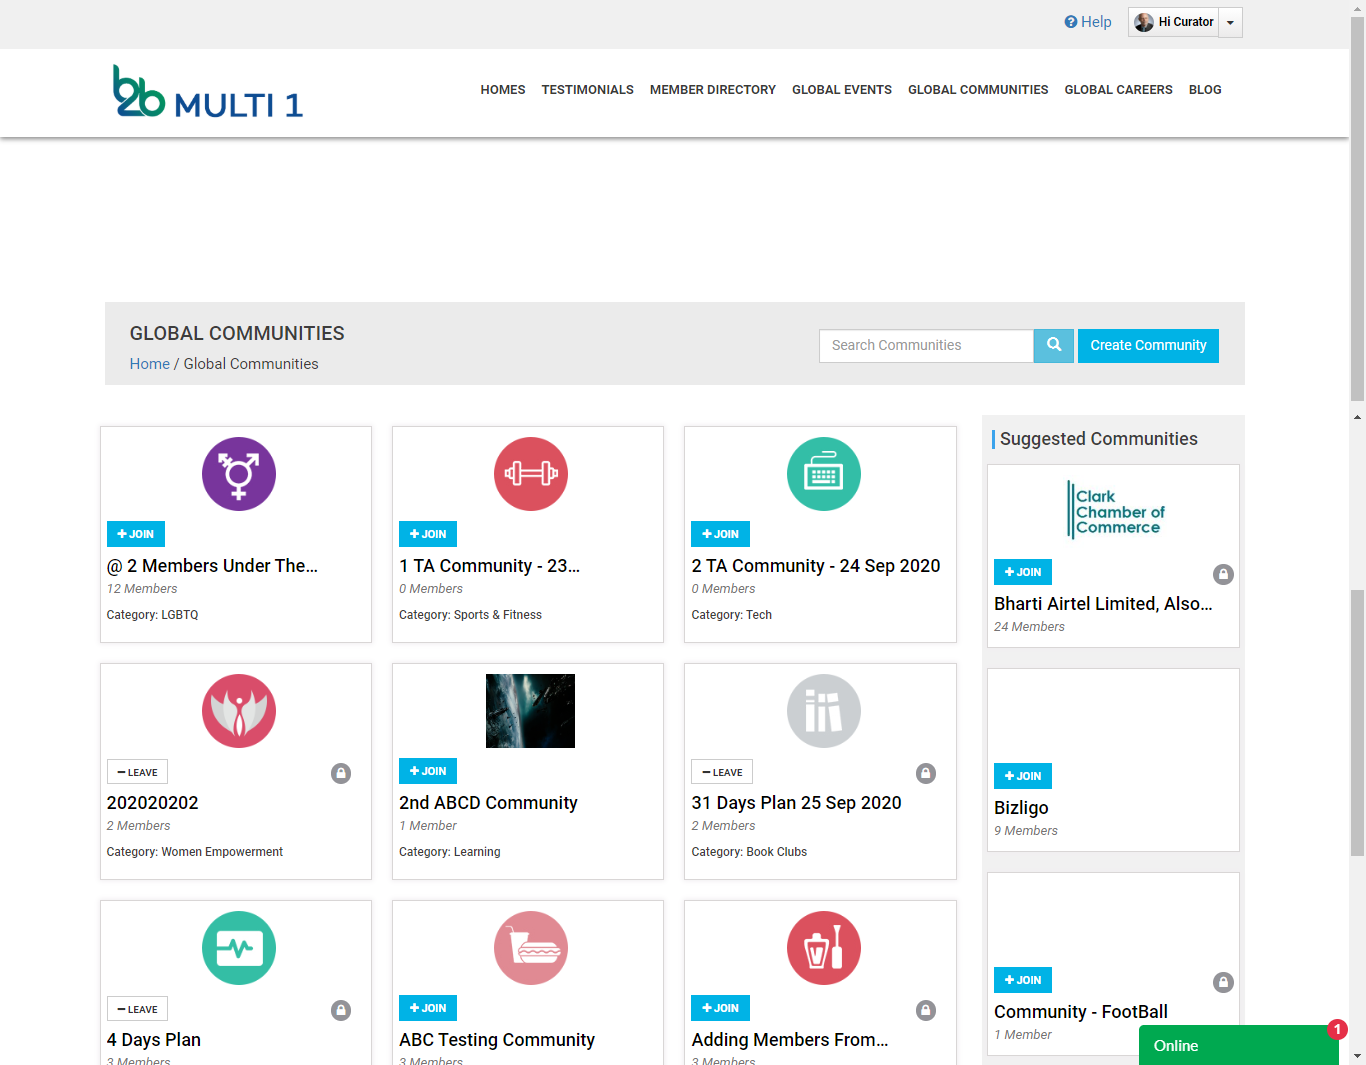 Help
Hi Curator
b2b MULTI 1
HOMES TESTIMONIALS MEMBER DIRECTORY GLOBAL EVENTS GLOBAL COMMUNITIES GLOBAL CAREERS BLOG
GLOBAL COMMUNITIES
Home / Global Communities
Search Communities
Create Community
JOIN
@ 2 Members Under The...
12 Members
Category: LGBTQ
JOIN
1 TA Community - 23...
0 Members
Category: Sports & Fitness
JOIN
2 TA Community - 24 Sep 2020
0 Members
Category: Tech
LEAVE
202020202
2 Members
Category: Women Empowerment
JOIN
2nd ABCD Community
1 Member
Category: Learning
LEAVE
31 Days Plan 25 Sep 2020
2 Members
Category: Book Clubs
LEAVE
4 Days Plan
3 Members
JOIN
ABC Testing Community
3 Members
JOIN
Adding Members From...
3 Members
Suggested Communities
Clark
Chamber of
Commerce
JOIN
Bharti Airtel Limited, Also...
24 Members
JOIN
Bizligo
9 Members
JOIN
Community - FootBall
1 Member
Online
1